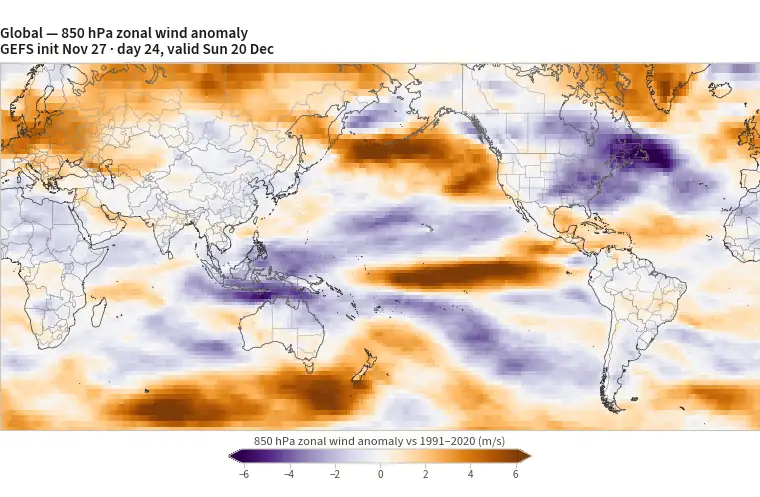 Global — 850 hPa zonal wind anomaly
GEFS init Nov 27 · day 24, valid Sun 20 Dec
850 hPa zonal wind anomaly vs 1991–2020 (m/s)
−6 −4 −2 0 2 4 6